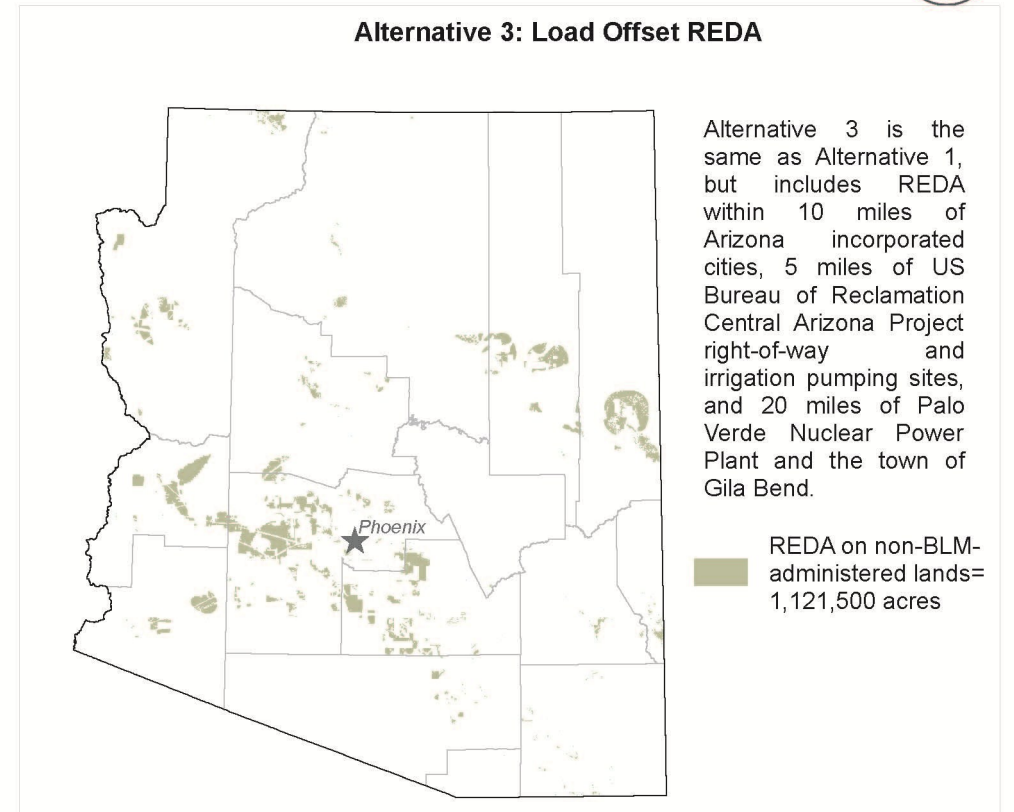 Alternative 3: Load Offset REDA
Alternative 3 is the
same as Alternative 1,
but includes REDA
within 10 miles of
Arizona incorporated
cities, 5 miles of US
Bureau of Reclamation
Central Arizona Project
right-of-way and
irrigation pumping sites,
and 20 miles of Palo
Verde Nuclear Power
Plant and the town of
Gila Bend.
Phoenix
REDA on non-BLM-
administered lands=
1,121,500 acres